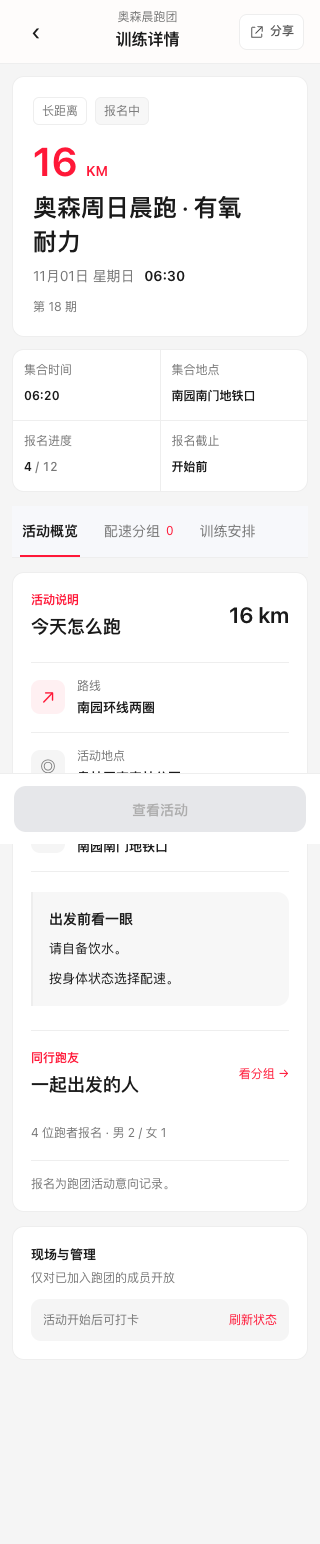 奥森晨跑团
训练详情
分享
长距离
报名中
16 KM
奥森周日晨跑 · 有氧
耐力
11月01日 星期日 06:30
第 18 期
集合时间
06:20
集合地点
南园南门地铁口
报名进度
4 / 12
报名截止
开始前
活动概览
配速分组 0
训练安排
活动说明
今天怎么跑
16 km
路线
南园环线两圈
活动地点
查看活动
南园南门地铁口
出发前看一眼
请自备饮水。
按身体状态选择配速。
同行跑友
一起出发的人
看分组 →
4 位跑者报名 · 男 2 / 女 1
报名为跑团活动意向记录。
现场与管理
仅对已加入跑团的成员开放
活动开始后可打卡
刷新状态